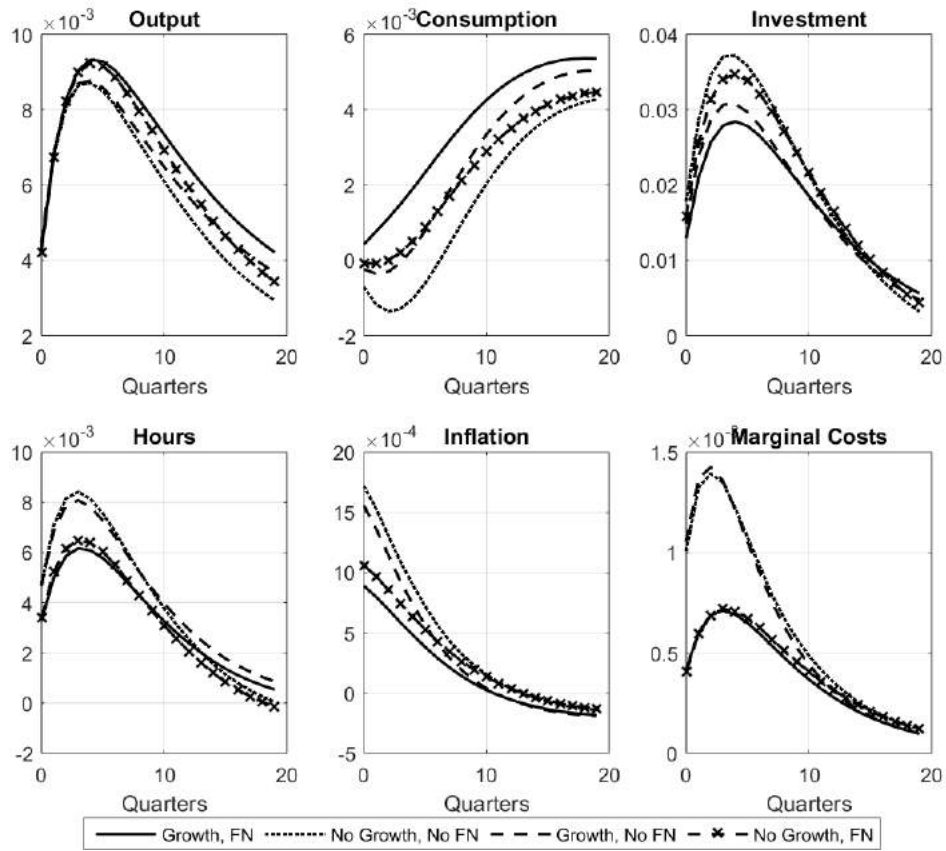 Output
×10⁻³
10
8
6
4
2
0 10 20
Quarters
Consumption
×10⁻³
6
4
2
0
-2
0 10 20
Quarters
Investment
0.04
0.03
0.02
0.01
0
0 10 20
Quarters
Hours
×10⁻³
10
8
6
4
2
0
-2
0 10 20
Quarters
Inflation
×10⁻⁴
20
15
10
5
0
-5
0 10 20
Quarters
Marginal Costs
1.5
1
0.5
0
0 10 20
Quarters
Growth, FN No Growth, No FN Growth, No FN No Growth, FN